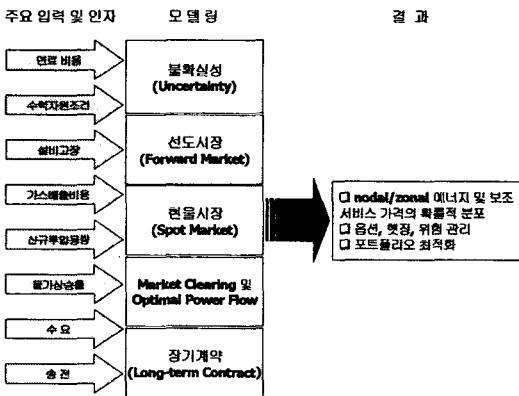 주요 입력 및 인자
모 델 링
결 과
연료 비용
수력자원조건
설비고장
가스배출비용
신규투입용량
물가상승률
수 요
송 전
불확실성
(Uncertainty)
선도시장
(Forward Market)
현물시장
(Spot Market)
Market Clearing 및
Optimal Power Flow
장기계약
(Long-term Contract)
❑ nodal/zonal 에너지 및 보조
서비스 가격의 확률적 분포
❑ 옵션, 헷징, 위험 관리
❑ 포트폴리오 최적화